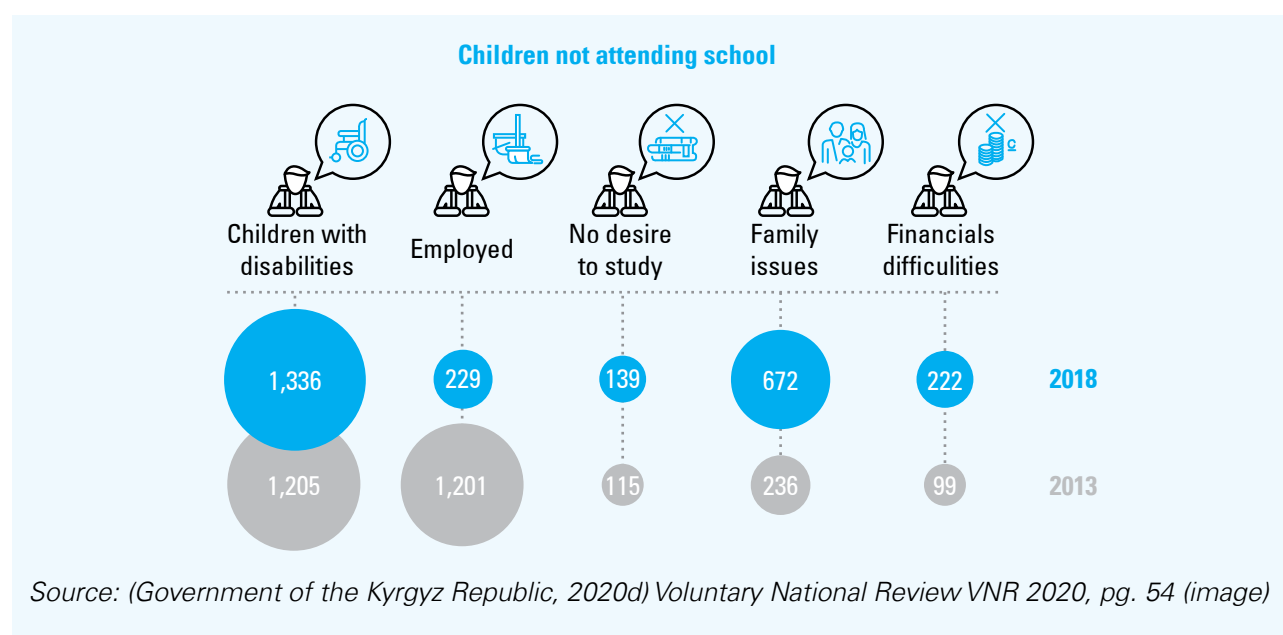 Children not attending school
Children with
disabilities
Employed
No desire
to study
Family
issues
Financials
difficulities
1,336
229
139
672
222
2018
1,205
1,201
115
236
99
2013
Source: (Government of the Kyrgyz Republic, 2020d) Voluntary National Review VNR 2020, pg. 54 (image)